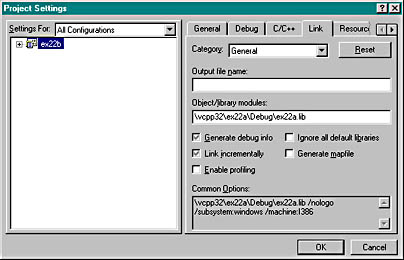 Project Settings
Settings For: All Configurations
ex22b
General Debug C/C++ Link Resourc
Category: General Reset
Output file name:
Object/library modules:
\vcpp32\ex22a\Debug\ex22a.lib
Generate debug info Ignore all default libraries
Link incrementally Generate mapfile
Enable profiling
Common Options:
\vcpp32\ex22a\Debug\ex22a.lib /nologo
/subsystem:windows /machine:I386
OK Cancel